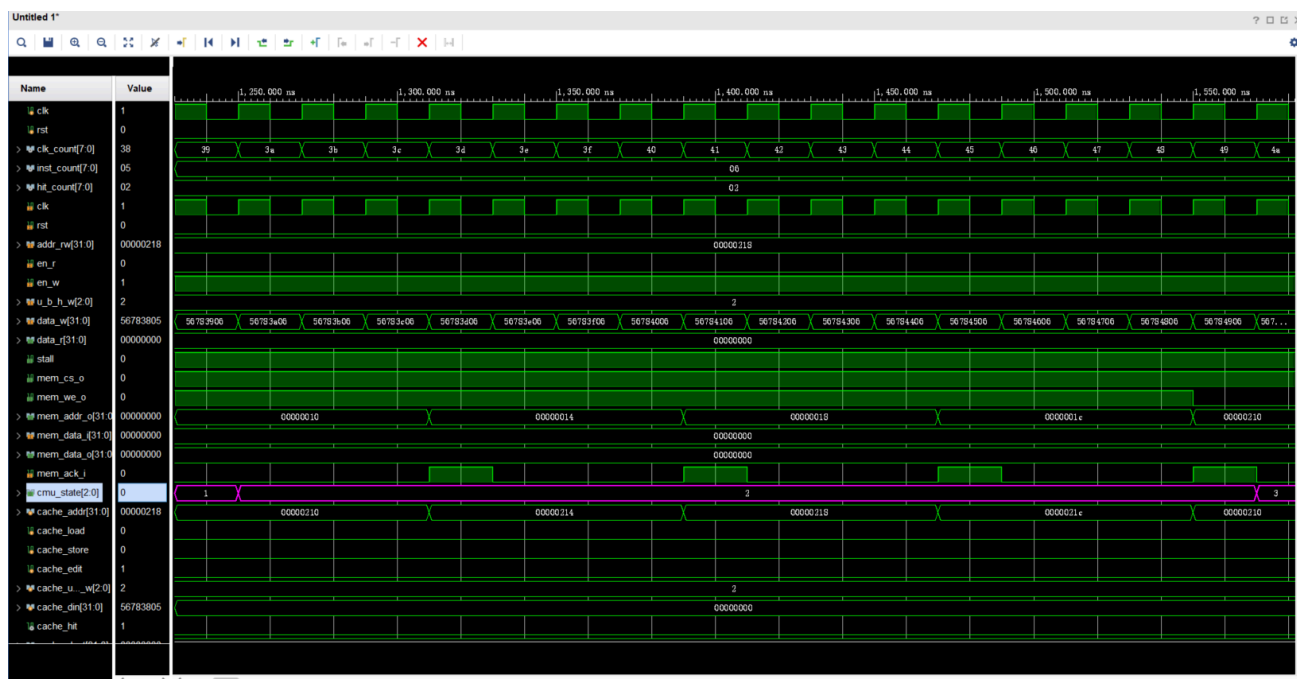 Untitled 1*
Name Value
1,250.000 ns 1,300.000 ns 1,350.000 ns 1,400.000 ns 1,450.000 ns 1,500.000 ns 1,550.000 ns
clk 1
rst 0
clk_count[7:0] 38 39 3a 3b 3c 3d 3e 3f 40 41 42 43 44 45 46 47 48 49 4a
inst_count[7:0] 05 06
hit_count[7:0] 02 02
clk 1
rst 0
addr_rw[31:0] 00000218 00000218
en_r 0
en_w 1
u_b_h_w[2:0] 2 2
data_w[31:0] 56783805 56783906 56783a06 56783b06 56783c06 56783d06 56783e06 56783f06 56784006 56784106 56784206 56784306 56784406 56784506 56784606 56784706 56784806 56784906 567...
data_r[31:0] 00000000 00000000
stall 0
mem_cs_o 0
mem_we_o 0
mem_addr_o[31:0 00000000 00000010 00000014 00000018 0000001c 00000210
mem_data_i[31:0] 00000000 00000000
mem_data_o[31:0 00000000 00000000
mem_ack_i 0
cmu_state[2:0] 0 1 2 3
cache_addr[31:0] 00000218 00000210 00000214 00000218 0000021c 00000210
cache_load 0
cache_store 0
cache_edit 1
cache_u..._w[2:0] 2 2
cache_din[31:0] 56783805 00000000
cache_hit 1